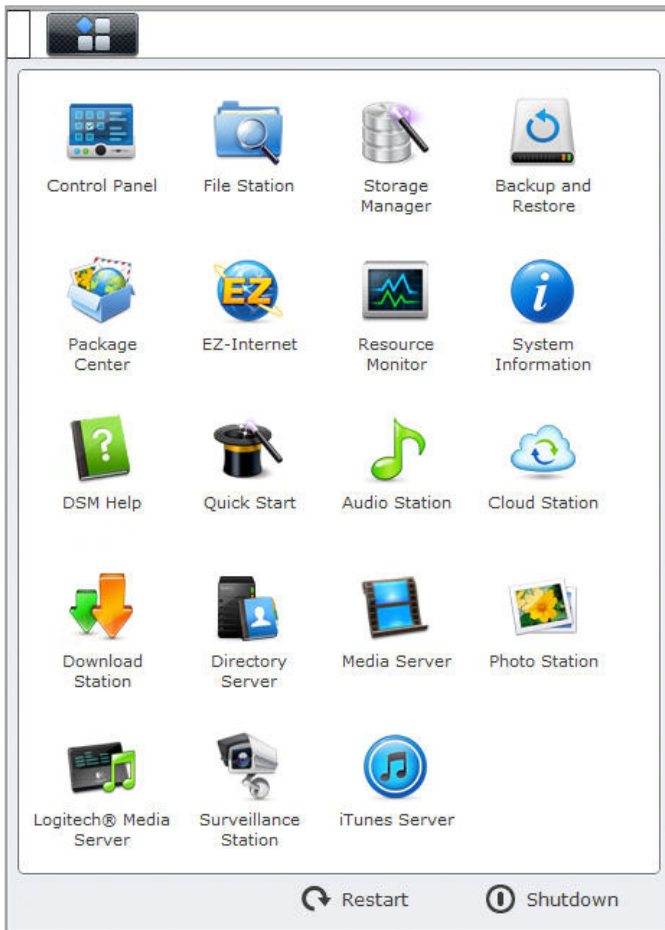 Control Panel
File Station
Storage
Manager
Backup and
Restore
Package
Center
EZ
EZ-Internet
Resource
Monitor
i
System
Information
?
DSM Help
Quick Start
Audio Station
Cloud Station
Download
Station
Directory
Server
Media Server
Photo Station
Logitech® Media
Server
Surveillance
Station
iTunes Server
Restart
Shutdown